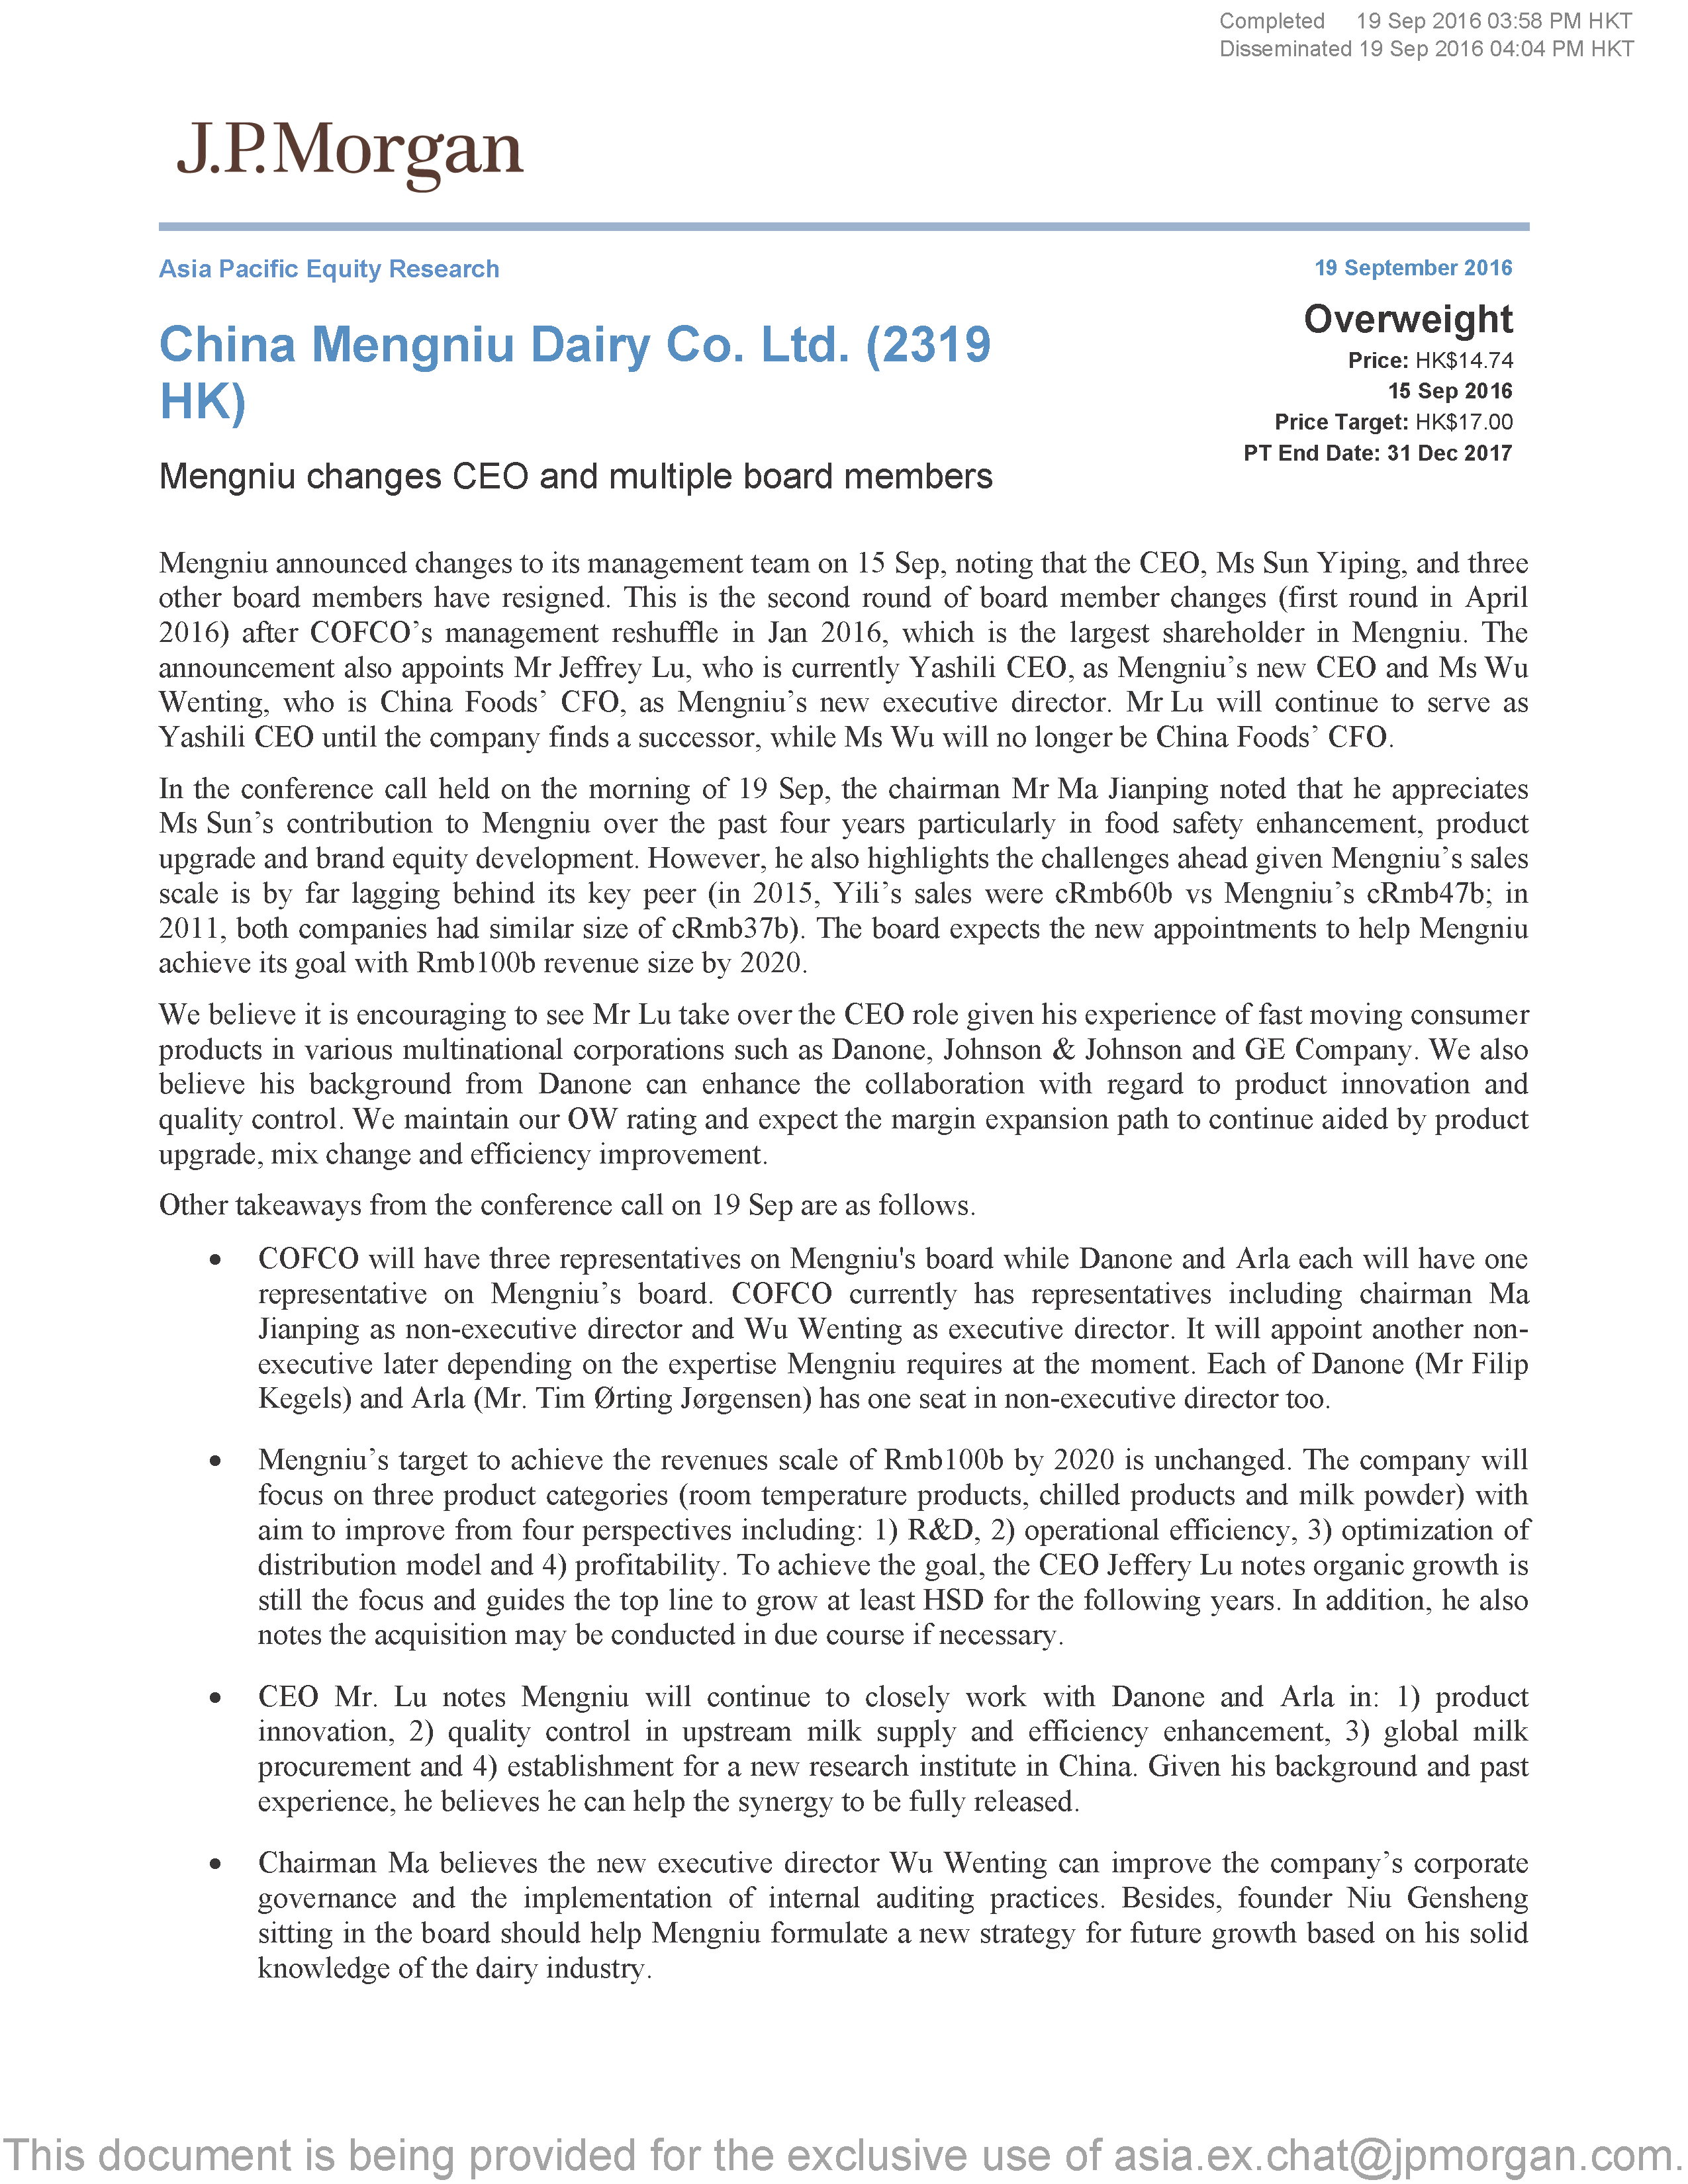 Completed 19 Sep 2016 03:58 PM HKT
Disseminated 19 Sep 2016 04:04 PM HKT
J.P.Morgan
Asia Pacific Equity Research
19 September 2016
China Mengniu Dairy Co. Ltd. (2319
HK)
Mengniu changes CEO and multiple board members
Overweight
Price: HK$14.74
15 Sep 2016
Price Target: HK$17.00
PT End Date: 31 Dec 2017
Mengniu announced changes to its management team on 15 Sep, noting that the CEO, Ms Sun Yiping, and three
other board members have resigned. This is the second round of board member changes (first round in April
2016) after COFCO’s management reshuffle in Jan 2016, which is the largest shareholder in Mengniu. The
announcement also appoints Mr Jeffrey Lu, who is currently Yashili CEO, as Mengniu’s new CEO and Ms Wu
Wenting, who is China Foods’ CFO, as Mengniu’s new executive director. Mr Lu will continue to serve as
Yashili CEO until the company finds a successor, while Ms Wu will no longer be China Foods’ CFO.
In the conference call held on the morning of 19 Sep, the chairman Mr Ma Jianping noted that he appreciates
Ms Sun’s contribution to Mengniu over the past four years particularly in food safety enhancement, product
upgrade and brand equity development. However, he also highlights the challenges ahead given Mengniu’s sales
scale is by far lagging behind its key peer (in 2015, Yili’s sales were cRmb60b vs Mengniu’s cRmb47b; in
2011, both companies had similar size of cRmb37b). The board expects the new appointments to help Mengniu
achieve its goal with Rmb100b revenue size by 2020.
We believe it is encouraging to see Mr Lu take over the CEO role given his experience of fast moving consumer
products in various multinational corporations such as Danone, Johnson & Johnson and GE Company. We also
believe his background from Danone can enhance the collaboration with regard to product innovation and
quality control. We maintain our OW rating and expect the margin expansion path to continue aided by product
upgrade, mix change and efficiency improvement.
Other takeaways from the conference call on 19 Sep are as follows.
• COFCO will have three representatives on Mengniu's board while Danone and Arla each will have one
representative on Mengniu’s board. COFCO currently has representatives including chairman Ma
Jianping as non-executive director and Wu Wenting as executive director. It will appoint another non-
executive later depending on the expertise Mengniu requires at the moment. Each of Danone (Mr Filip
Kegels) and Arla (Mr. Tim Ørting Jørgensen) has one seat in non-executive director too.
• Mengniu’s target to achieve the revenues scale of Rmb100b by 2020 is unchanged. The company will
focus on three product categories (room temperature products, chilled products and milk powder) with
aim to improve from four perspectives including: 1) R&D, 2) operational efficiency, 3) optimization of
distribution model and 4) profitability. To achieve the goal, the CEO Jeffery Lu notes organic growth is
still the focus and guides the top line to grow at least HSD for the following years. In addition, he also
notes the acquisition may be conducted in due course if necessary.
• CEO Mr. Lu notes Mengniu will continue to closely work with Danone and Arla in: 1) product
innovation, 2) quality control in upstream milk supply and efficiency enhancement, 3) global milk
procurement and 4) establishment for a new research institute in China. Given his background and past
experience, he believes he can help the synergy to be fully released.
• Chairman Ma believes the new executive director Wu Wenting can improve the company’s corporate
governance and the implementation of internal auditing practices. Besides, founder Niu Gensheng
sitting in the board should help Mengniu formulate a new strategy for future growth based on his solid
knowledge of the dairy industry.
This document is being provided for the exclusive use of asia.ex.chat@jpmorgan.com.